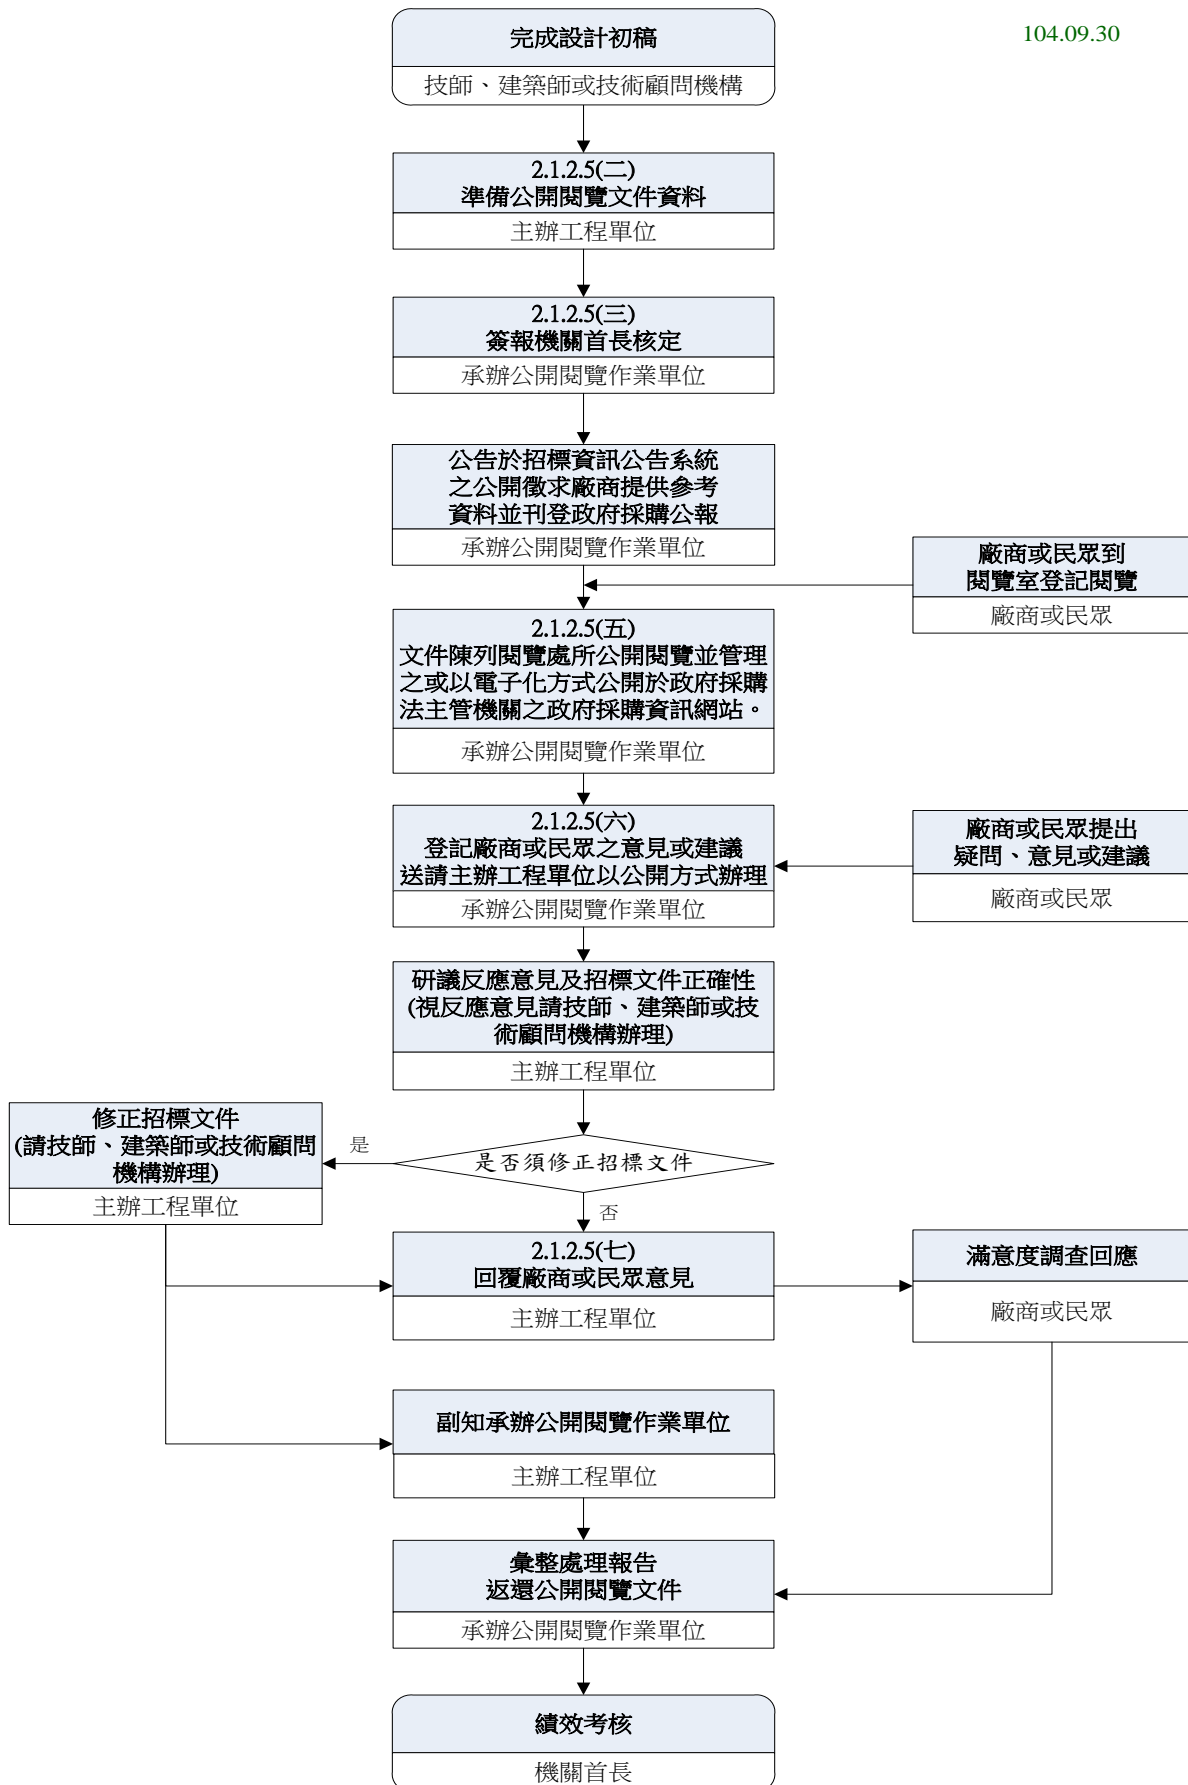 104.09.30
完成設計初稿
技師、建築師或技術顧問機構
2.1.2.5(二)
準備公開閱覽文件資料
主辦工程單位
2.1.2.5(三)
簽報機關首長核定
承辦公開閱覽作業單位
公告於招標資訊公告系統
之公開徵求廠商提供參考
資料並刊登政府採購公報
承辦公開閱覽作業單位
廠商或民眾到
閱覽室登記閱覽
廠商或民眾
2.1.2.5(五)
文件陳列閱覽處所公開閱覽並管理
之或以電子化方式公開於政府採購
法主管機關之政府採購資訊網站。
承辦公開閱覽作業單位
2.1.2.5(六)
登記廠商或民眾之意見或建議
送請主辦工程單位以公開方式辦理
承辦公開閱覽作業單位
廠商或民眾提出
疑問、意見或建議
廠商或民眾
研議反應意見及招標文件正確性
(視反應意見請技師、建築師或技
術顧問機構辦理)
主辦工程單位
是否須修正招標文件
是
修正招標文件
(請技師、建築師或技術顧問
機構辦理)
主辦工程單位
否
2.1.2.5(七)
回覆廠商或民眾意見
主辦工程單位
滿意度調查回應
廠商或民眾
副知承辦公開閱覽作業單位
主辦工程單位
彙整處理報告
返還公開閱覽文件
承辦公開閱覽作業單位
績效考核
機關首長